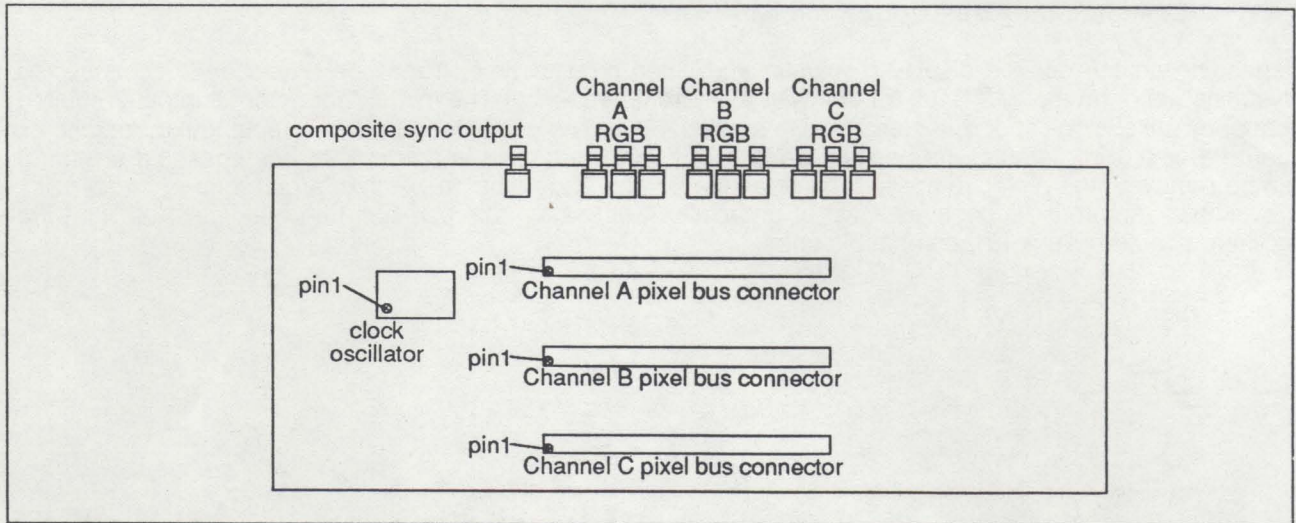 Channel
A
RGB
Channel
B
RGB
Channel
C
RGB
composite sync output
pin1
clock
oscillator
pin1
Channel A pixel bus connector
pin1
Channel B pixel bus connector
pin1
Channel C pixel bus connector